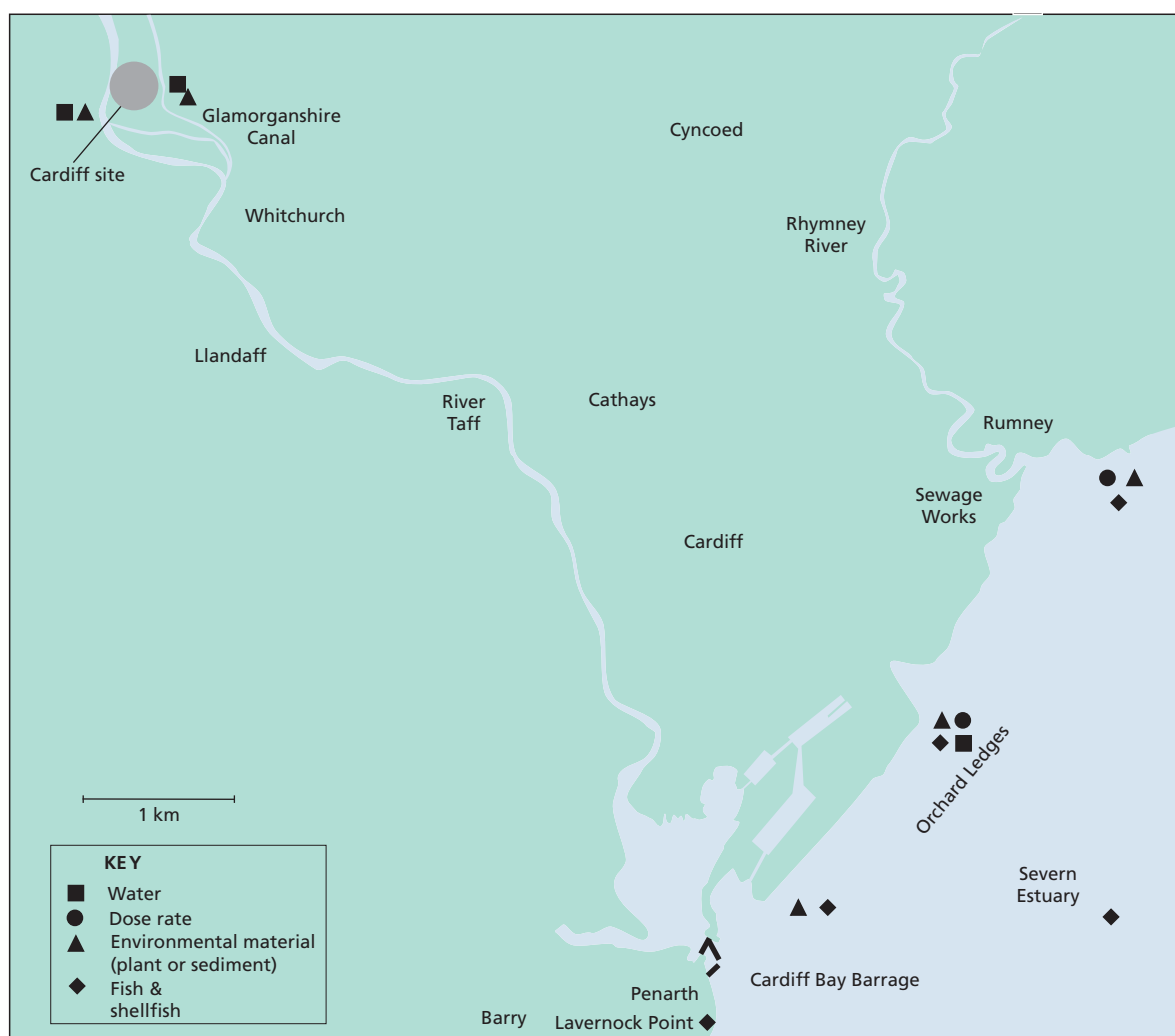 Glamorganshire
Canal
Cyncoed
Cardiff site
Whitchurch
Rhymney
River
Llandaff
River
Taff
Cathays
Rumney
Sewage
Works
Cardiff
Orchard Ledges
1 km
KEY
Water
Dose rate
Environmental material
(plant or sediment)
Fish &
shellfish
Severn
Estuary
Cardiff Bay Barrage
Penarth
Barry
Lavernock Point